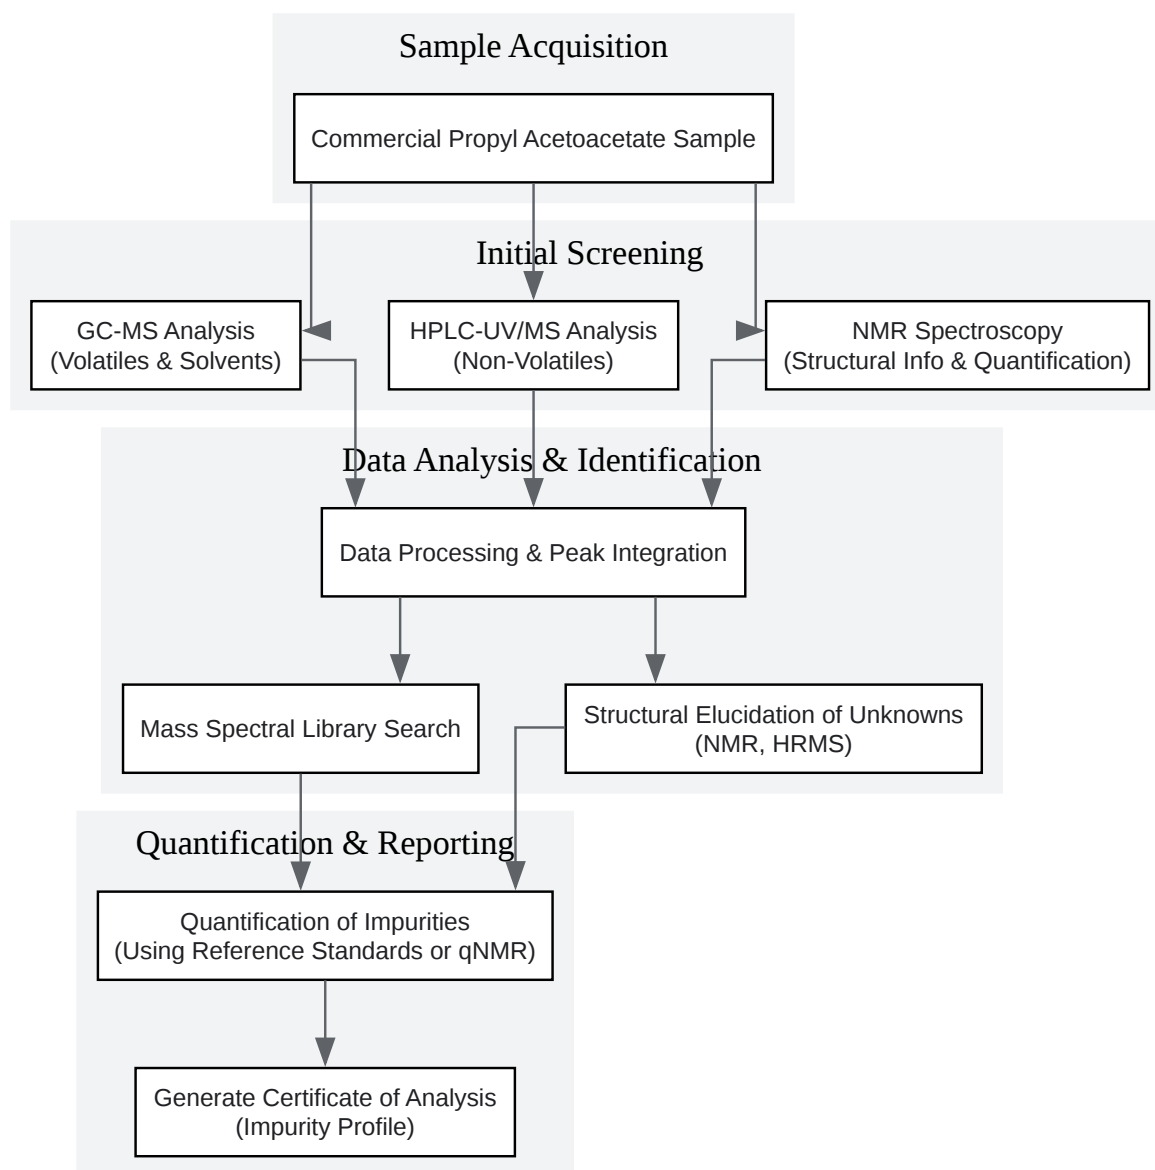 Sample Acquisition
Commercial Propyl Acetoacetate Sample
Initial Screening
GC-MS Analysis
(Volatiles & Solvents)
HPLC-UV/MS Analysis
(Non-Volatiles)
NMR Spectroscopy
(Structural Info & Quantification)
Data Analysis & Identification
Data Processing & Peak Integration
Mass Spectral Library Search
Structural Elucidation of Unknowns
(NMR, HRMS)
Quantification & Reporting
Quantification of Impurities
(Using Reference Standards or qNMR)
Generate Certificate of Analysis
(Impurity Profile)